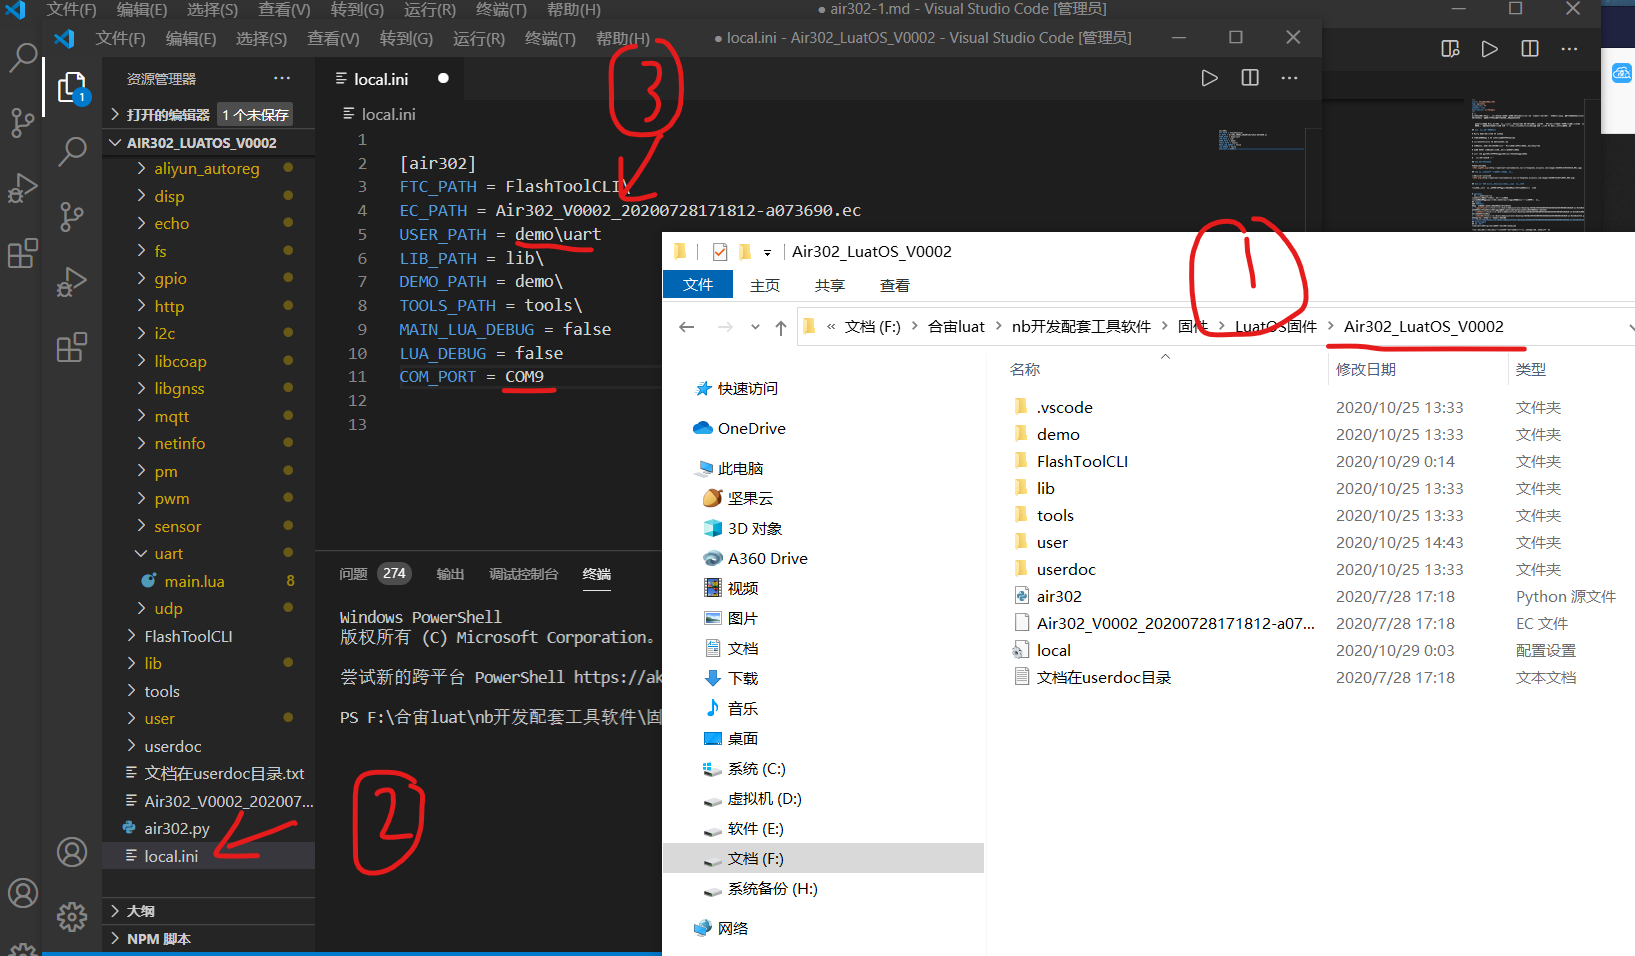 文件(F) 编辑(E) 选择(S) 查看(V) 转到(G) 运行(R) 终端(T) 帮助(H) ● air302-1.md - Visual Studio Code [管理员]
文件(F) 编辑(E) 选择(S) 查看(V) 转到(G) 运行(R) 终端(T) 帮助(H) ● local.ini - Air302_LuatOS_V0002 - Visual Studio Code [管理员]
1
资源管理器
打开的编辑器 1 个未保存
AIR302_LUATOS_V0002
aliyun_autoreg
disp
echo
fs
gpio
http
i2c
libcoap
libgnss
mqtt
netinfo
pm
pwm
sensor
uart
main.lua 8
udp
FlashToolCLI
lib
tools
user
userdoc
文档在userdoc目录.txt
Air302_V0002_202007...
air302.py
local.ini
大纲
NPM 脚本
local.ini
local.ini
1
2 [air302]
3 FTC_PATH = FlashToolCLI\
4 EC_PATH = Air302_V0002_20200728171812-a073690.ec
5 USER_PATH = demo\uart
6 LIB_PATH = lib\
7 DEMO_PATH = demo\
8 TOOLS_PATH = tools\
9 MAIN_LUA_DEBUG = false
10 LUA_DEBUG = false
11 COM_PORT = COM9
12
13
问题 274 输出 调试控制台 终端
Windows PowerShell
版权所有 (C) Microsoft Corporation。
尝试新的跨平台 PowerShell https://ak
PS F:\合宙luat\nb开发配套工具软件\固
3
2
1
Air302_LuatOS_V0002
文件 主页 共享 查看
« 文档 (F:) 合宙luat nb开发配套工具软件 固件 LuatOS固件 Air302_LuatOS_V0002
快速访问
OneDrive
此电脑
坚果云
3D 对象
A360 Drive
视频
图片
文档
下载
音乐
桌面
系统 (C:)
虚拟机 (D:)
软件 (E:)
文档 (F:)
系统备份 (H:)
网络
名称 修改日期 类型
.vscode 2020/10/25 13:33 文件夹
demo 2020/10/25 13:33 文件夹
FlashToolCLI 2020/10/29 0:14 文件夹
lib 2020/10/25 13:33 文件夹
tools 2020/10/25 13:33 文件夹
user 2020/10/25 14:43 文件夹
userdoc 2020/10/25 13:33 文件夹
air302 2020/7/28 17:18 Python 源文件
Air302_V0002_20200728171812-a07... 2020/7/28 17:18 EC 文件
local 2020/10/29 0:03 配置设置
文档在userdoc目录 2020/7/28 17:18 文本文档